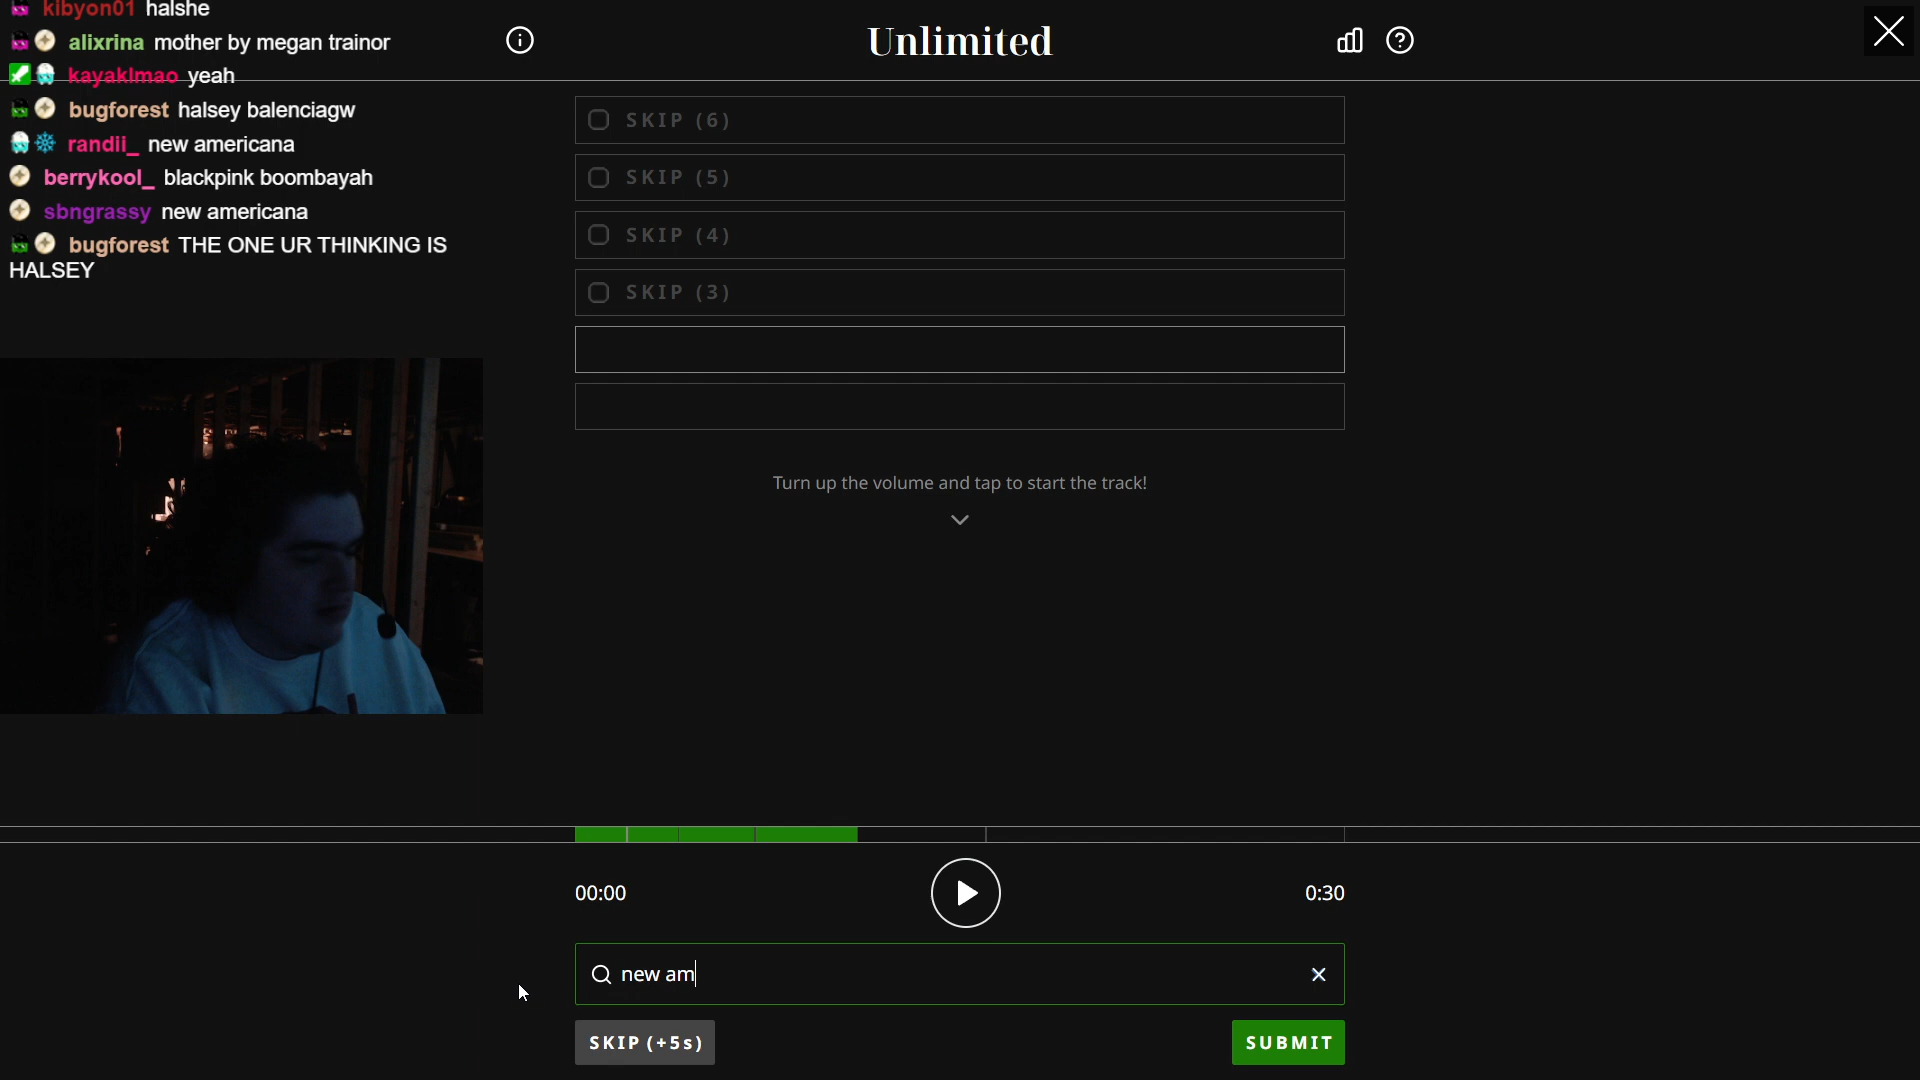 kibyon01 halshe
alixrina mother by megan trainor
kayaklmao yeah
bugforest halsey balenciagw
randii_ new americana
berrykool_ blackpink boombayah
sbngrassy new americana
bugforest THE ONE UR THINKING IS
HALSEY
Unlimited
SKIP (6)
SKIP (5)
SKIP (4)
SKIP (3)
Turn up the volume and tap to start the track!
00:00
0:30
new am
SKIP (+5s)
SUBMIT